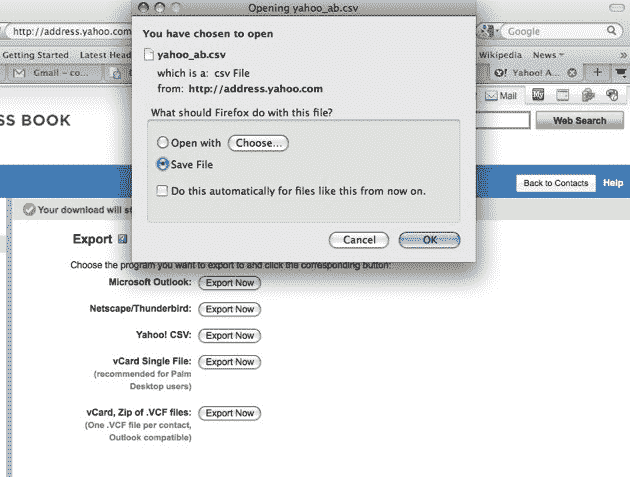 Opening yahoo_ab.csv
http://address.yahoo.com
Google
Getting Started Latest Head
Wikipedia News
Gmail – co...
Yahoo! A...
You have chosen to open
yahoo_ab.csv
which is a: csv File
from: http://address.yahoo.com
What should Firefox do with this file?
Open with Choose...
Save File
Do this automatically for files like this from now on.
Cancel OK
Mail
SS BOOK
Web Search
Back to Contacts Help
Your download will st
Export
Choose the program you want to export to and click the corresponding button:
Microsoft Outlook: Export Now
Netscape/Thunderbird: Export Now
Yahoo! CSV: Export Now
vCard Single File: Export Now
(recommended for Palm
Desktop users)
vCard, Zip of .VCF files: Export Now
(One .VCF file per contact,
Outlook compatible)